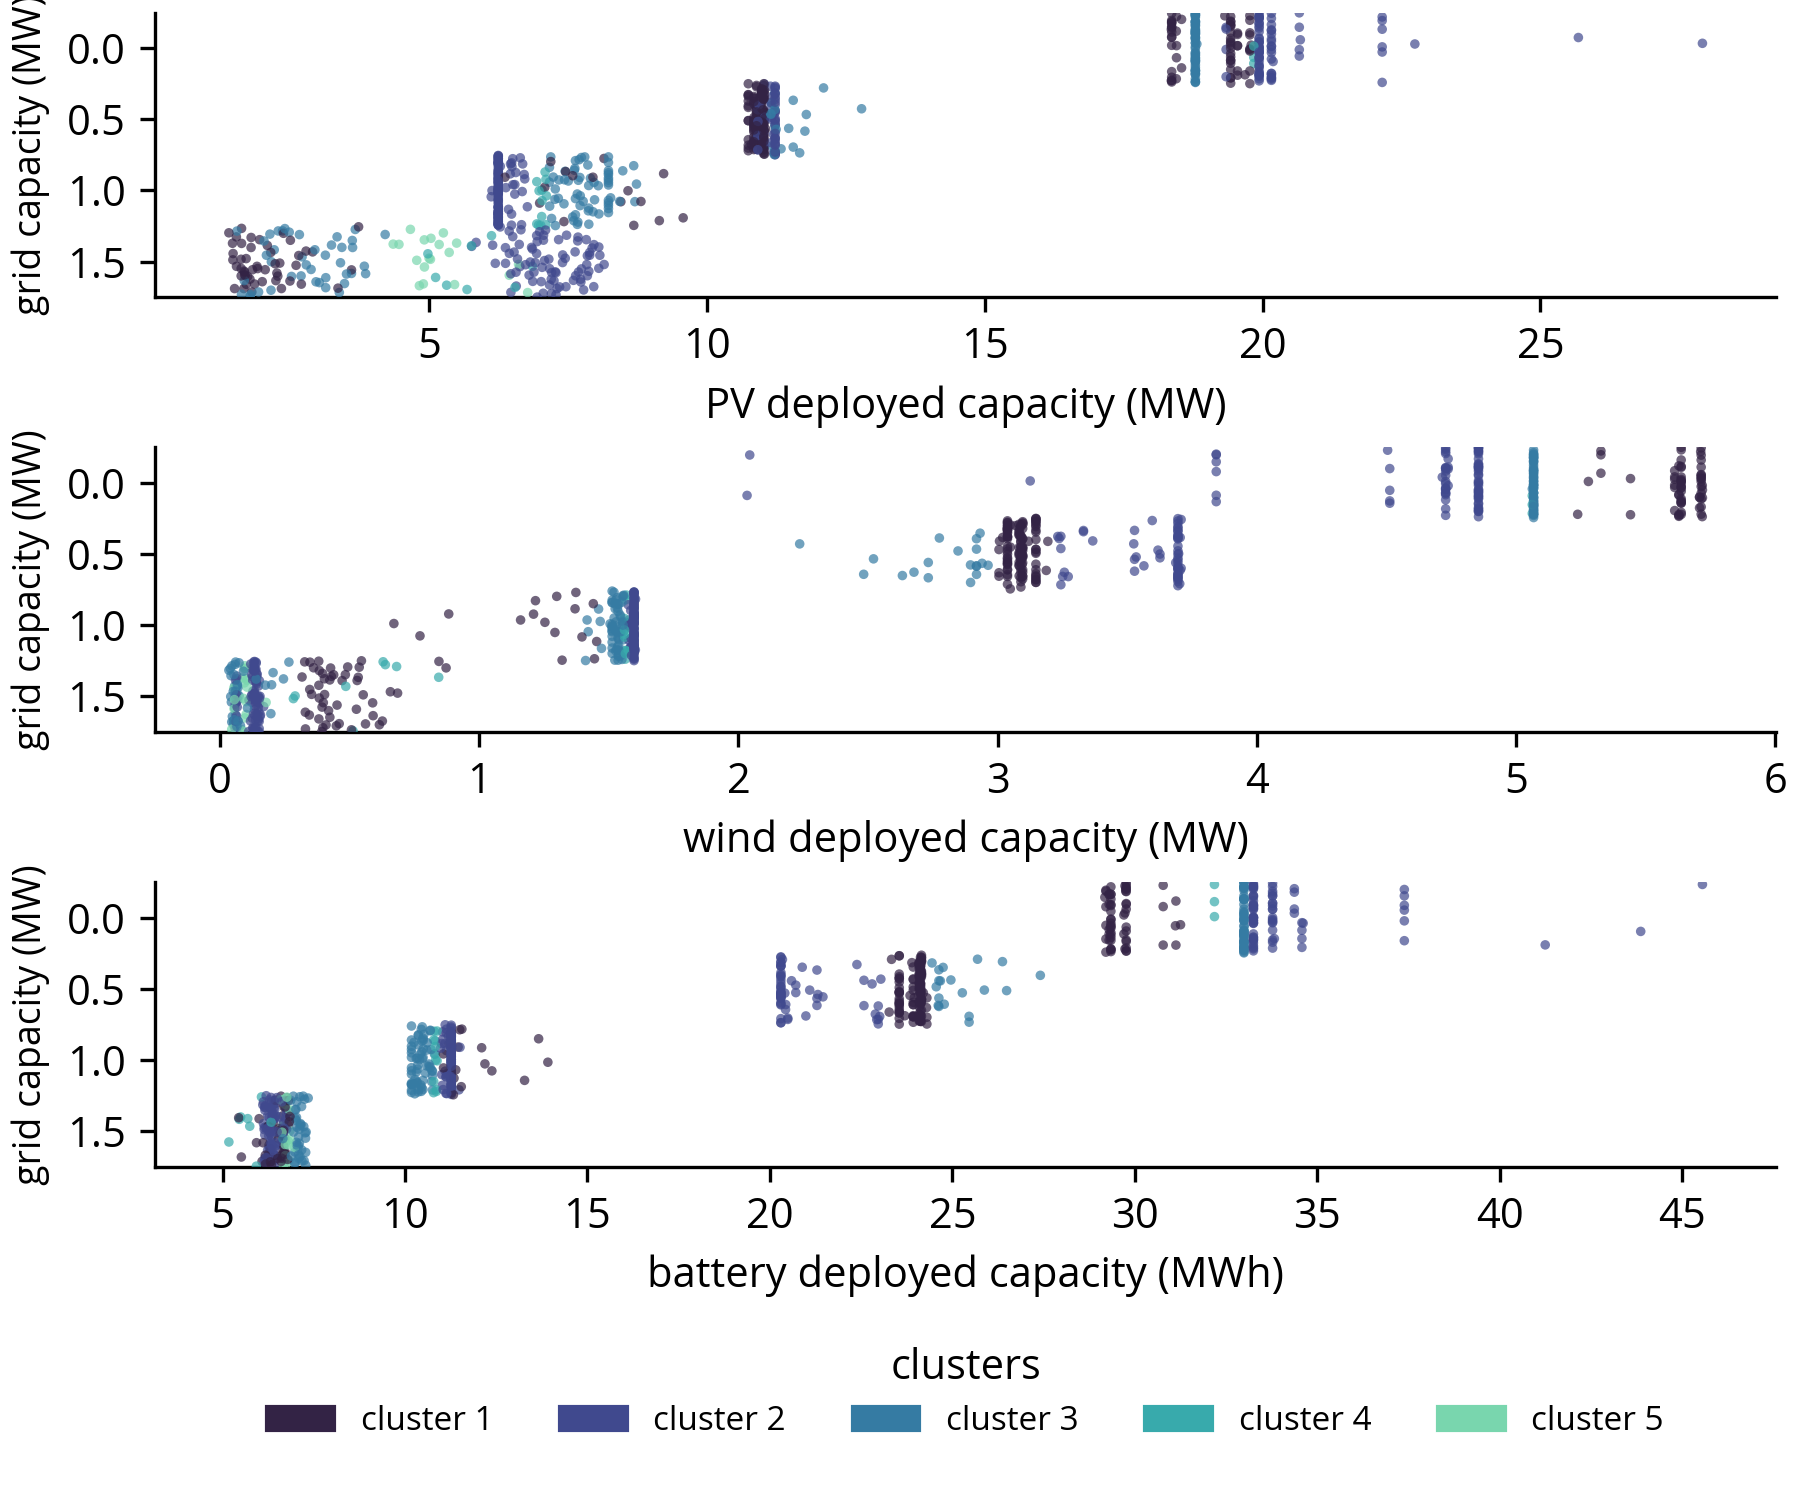 grid capacity (MW)
0.0
0.5
1.0
1.5
5 10 15 20 25
PV deployed capacity (MW)
grid capacity (MW)
0.0
0.5
1.0
1.5
0 1 2 3 4 5 6
wind deployed capacity (MW)
grid capacity (MW)
0.0
0.5
1.0
1.5
5 10 15 20 25 30 35 40 45
battery deployed capacity (MWh)
clusters
cluster 1 cluster 2 cluster 3 cluster 4 cluster 5